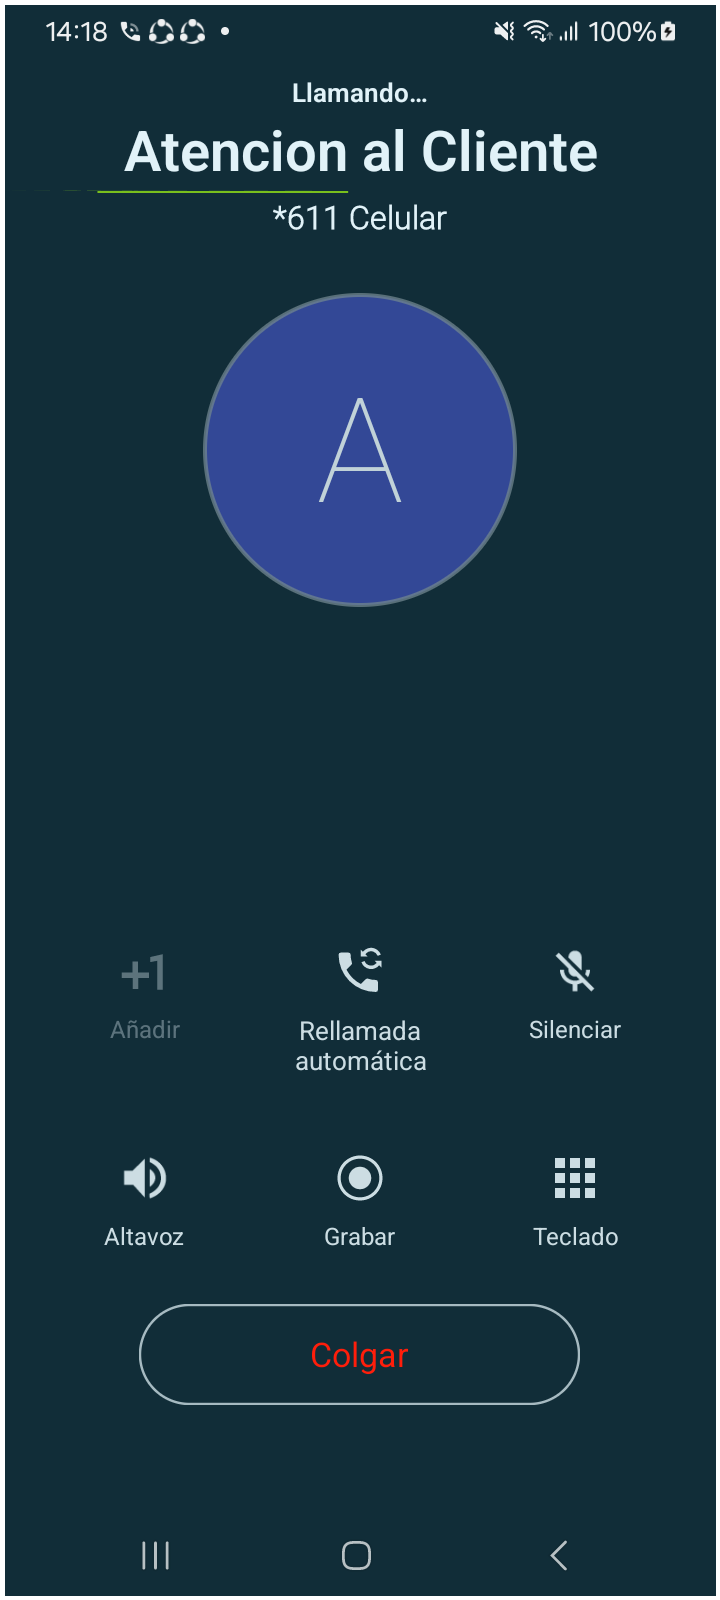 14:18
100%
Llamando...
Atencion al Cliente
*611 Celular
A
+1
Añadir
Rellamada
automática
Silenciar
Altavoz
Grabar
Teclado
Colgar